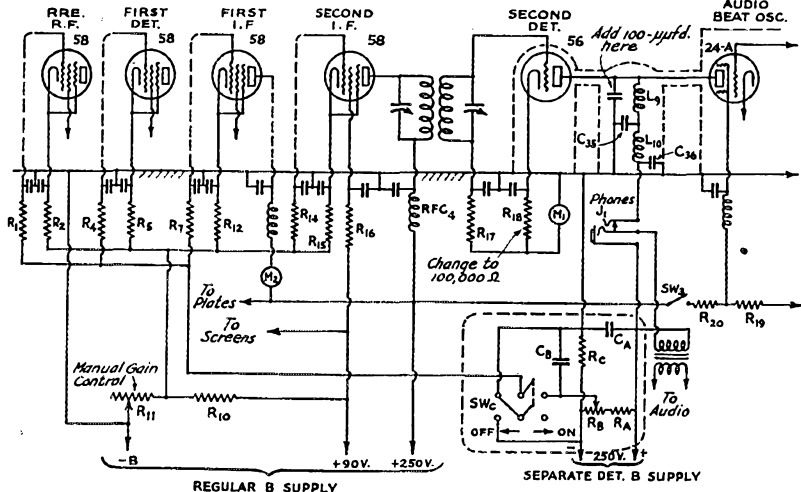 RRE.
R.F.
58
FIRST
DET.
58
FIRST
I.F
58
SECOND
I.F.
58
SECOND
DET.
56
Add 100-μμfd.
here
AUDIO
BEAT OSC.
24-A
L9
C35
L10
C36
R1
R2
R4
R5
R7
R12
R14
R15
R16
RFC4
R17
R18
M1
M2
Change to
100,000 Ω
Phones
J1
SW3
R20
R19
To
Plates
To
Screens
Manual Gain
Control
R11
R10
CB
CA
RC
SWC
OFF
ON
RB
RA
To
Audio
-B
+90V.
+250V.
- 250V. +
REGULAR B SUPPLY
SEPARATE DET. B SUPPLY